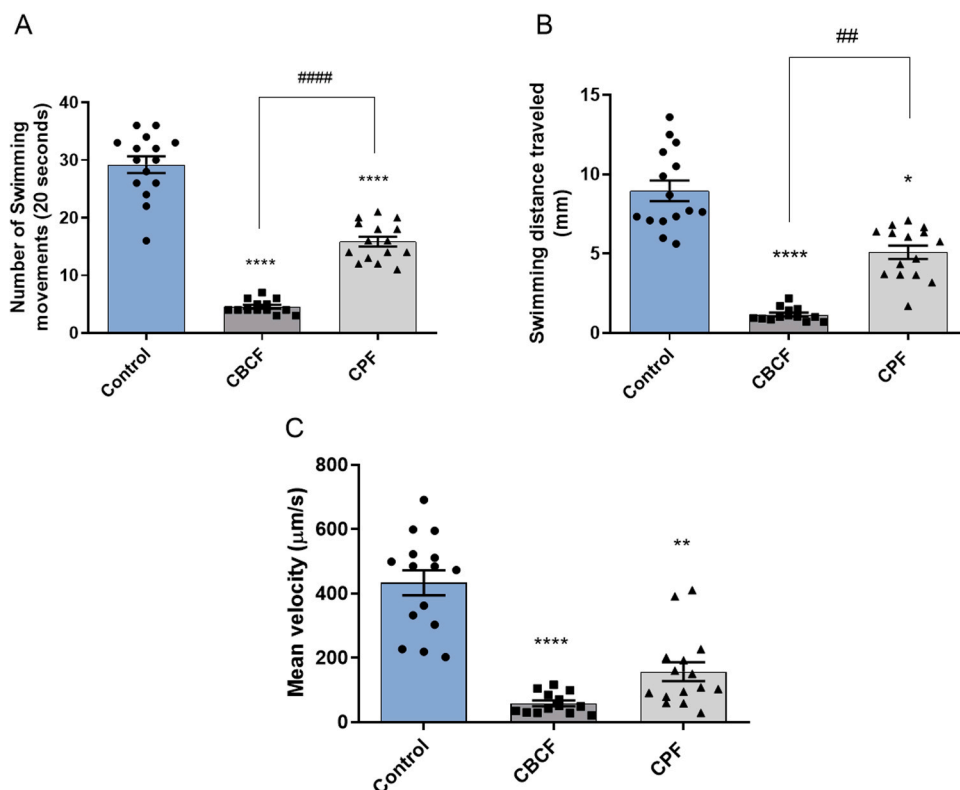 A
####
Number of Swimming
movements (20 seconds)
40
30
20
10
0
****
****
Control
CBCF
CPF
B
##
Swimming distance traveled
(mm)
15
10
5
0
****
*
Control
CBCF
CPF
C
Mean velocity (μm/s)
800
600
400
200
0
****
**
Control
CBCF
CPF